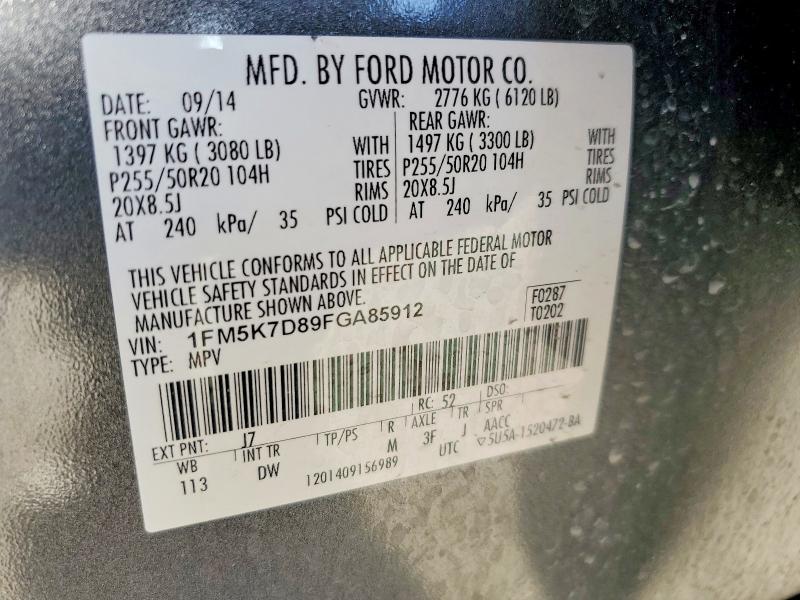 MFD. BY FORD MOTOR CO.
DATE: 09/14 GVWR: 2776 KG ( 6120 LB)
FRONT GAWR: REAR GAWR:
1397 KG ( 3080 LB) WITH 1497 KG ( 3300 LB) WITH
P255/50R20 104H TIRES P255/50R20 104H TIRES
20X8.5J RIMS 20X8.5J RIMS
AT 240 kPa/ 35 PSI COLD AT 240 kPa/ 35 PSI COLD
THIS VEHICLE CONFORMS TO ALL APPLICABLE FEDERAL MOTOR
VEHICLE SAFETY STANDARDS IN EFFECT ON THE DATE OF
MANUFACTURE SHOWN ABOVE.
VIN: 1FM5K7D89FGA85912 F0287
TYPE: MPV T0202
EXT PNT: J7 RC: 52 DSO:
WB INT TR TP/PS R AXLE TR SPR
113 DW M 3F J AACC
1201409156989 UTC ▽5U5A-1520472-BA